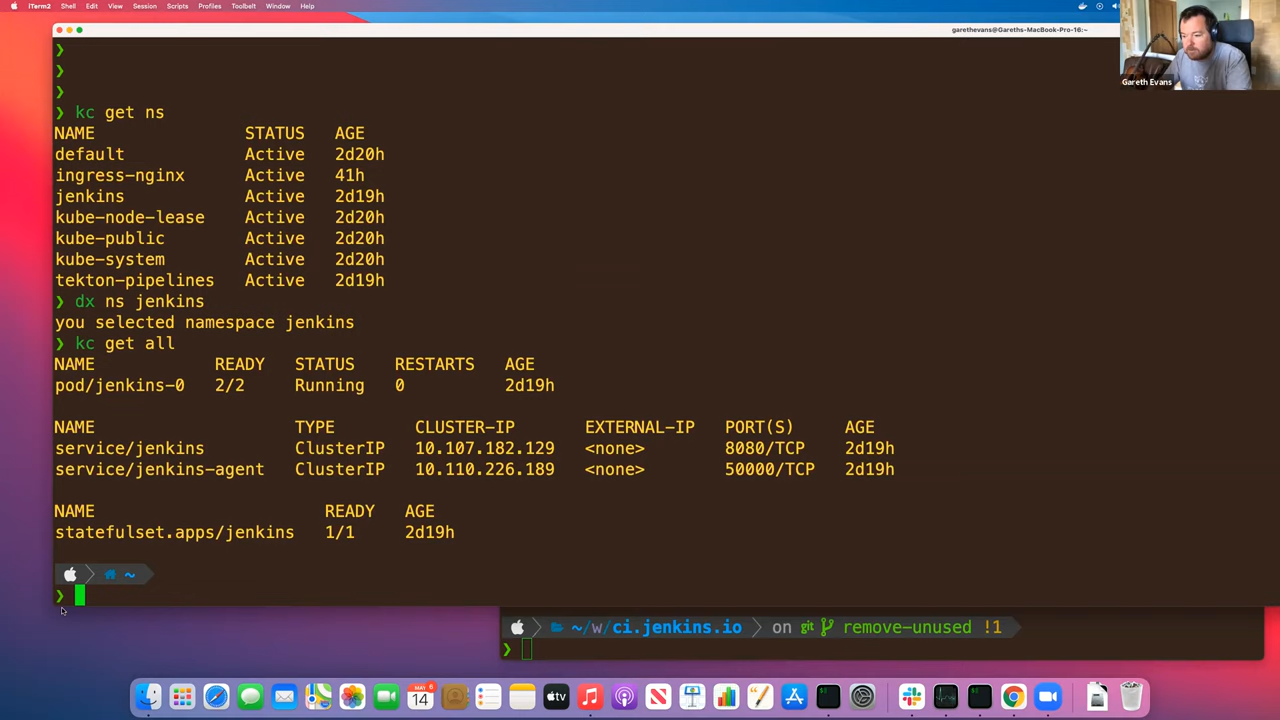 iTerm2 Shell Edit View Session Scripts Profiles Toolbelt Window Help
garethevans@Gareths-MacBook-Pro-16:~
Gareth Evans
❯
❯
❯
❯ kc get ns
NAME STATUS AGE
default Active 2d20h
ingress-nginx Active 41h
jenkins Active 2d19h
kube-node-lease Active 2d20h
kube-public Active 2d20h
kube-system Active 2d20h
tekton-pipelines Active 2d19h
❯ dx ns jenkins
you selected namespace jenkins
❯ kc get all
NAME READY STATUS RESTARTS AGE
pod/jenkins-0 2/2 Running 0 2d19h
NAME TYPE CLUSTER-IP EXTERNAL-IP PORT(S) AGE
service/jenkins ClusterIP 10.107.182.129 <none> 8080/TCP 2d19h
service/jenkins-agent ClusterIP 10.110.226.189 <none> 50000/TCP 2d19h
NAME READY AGE
statefulset.apps/jenkins 1/1 2d19h
~
❯
~/w/ci.jenkins.io on git remove-unused !1
❯
14